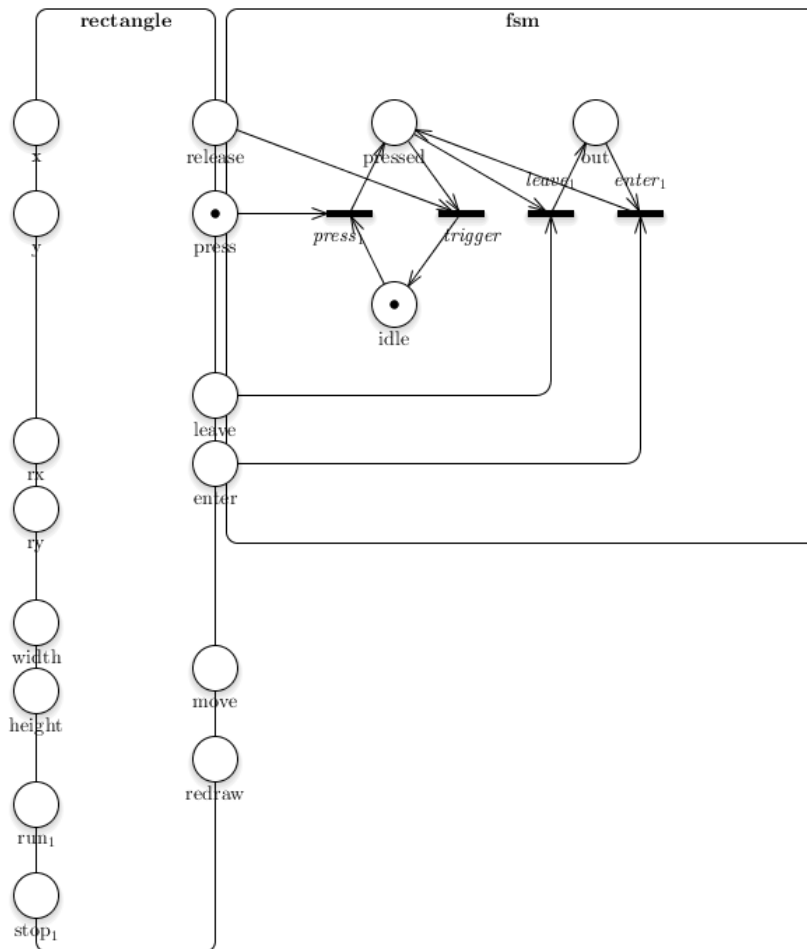 rectangle
fsm
x
release
pressed
out
leave₁
enter₁
y
press
press₁
trigger
idle
leave
rx
enter
ry
width
move
height
redraw
run₁
stop₁